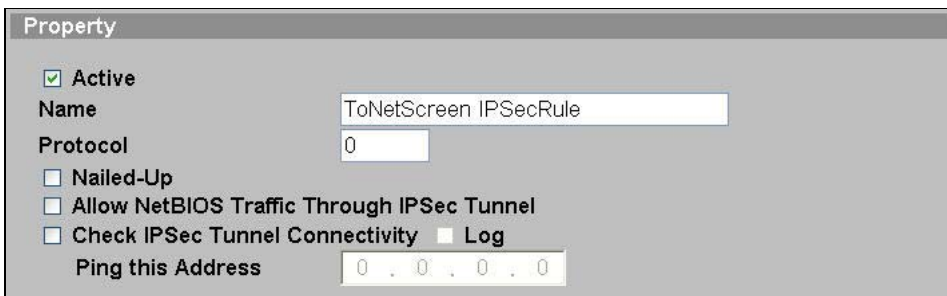 Property
Active
Name ToNetScreen IPSecRule
Protocol 0
Nailed-Up
Allow NetBIOS Traffic Through IPSec Tunnel
Check IPSec Tunnel Connectivity Log
Ping this Address 0 . 0 . 0 . 0